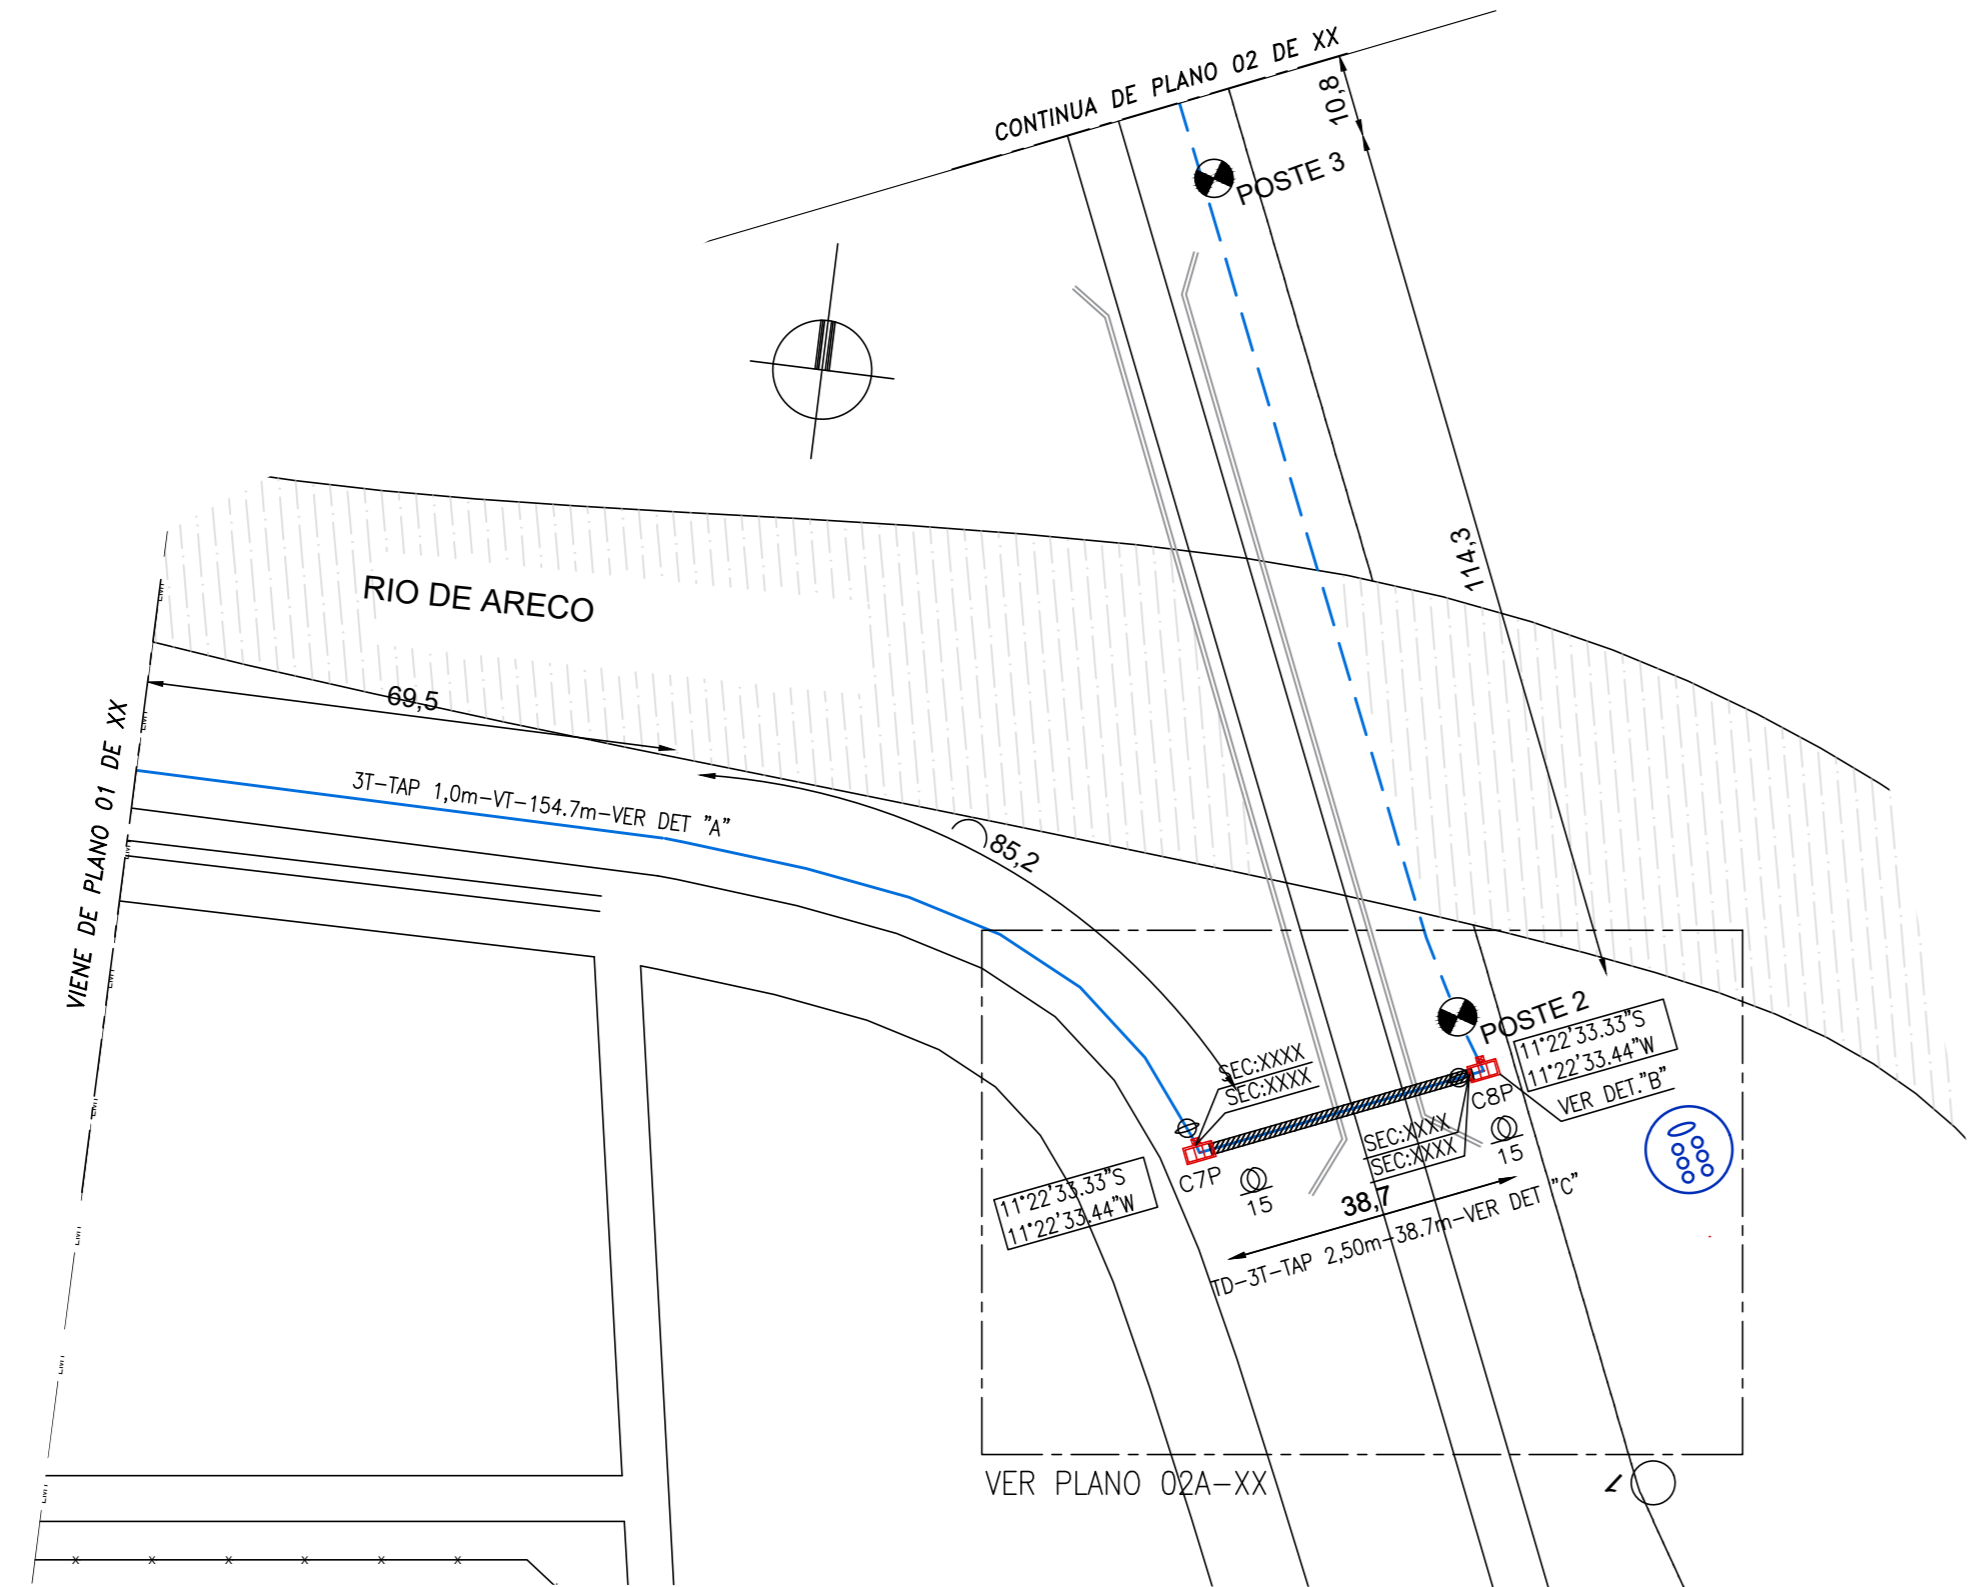 CONTINUA DE PLANO 02 DE XX
10,8
POSTE 3
114,3
RIO DE ARECO
69,5
VIENE DE PLANO 01 DE XX
3T-TAP 1,0m-VT-154.7m-VER DET "A"
85,2
POSTE 2
11°22'33.33"S
11°22'33.44"W
VER DET."B"
SEC:XXXX
SEC:XXXX
C8P
15
SEC:XXXX
SEC:XXXX
C7P
15
11°22'33.33"S
11°22'33.44"W
38,7
TD-3T-TAP 2,50m-38.7m-VER DET "C"
VER PLANO 02A-XX
x x x x x x